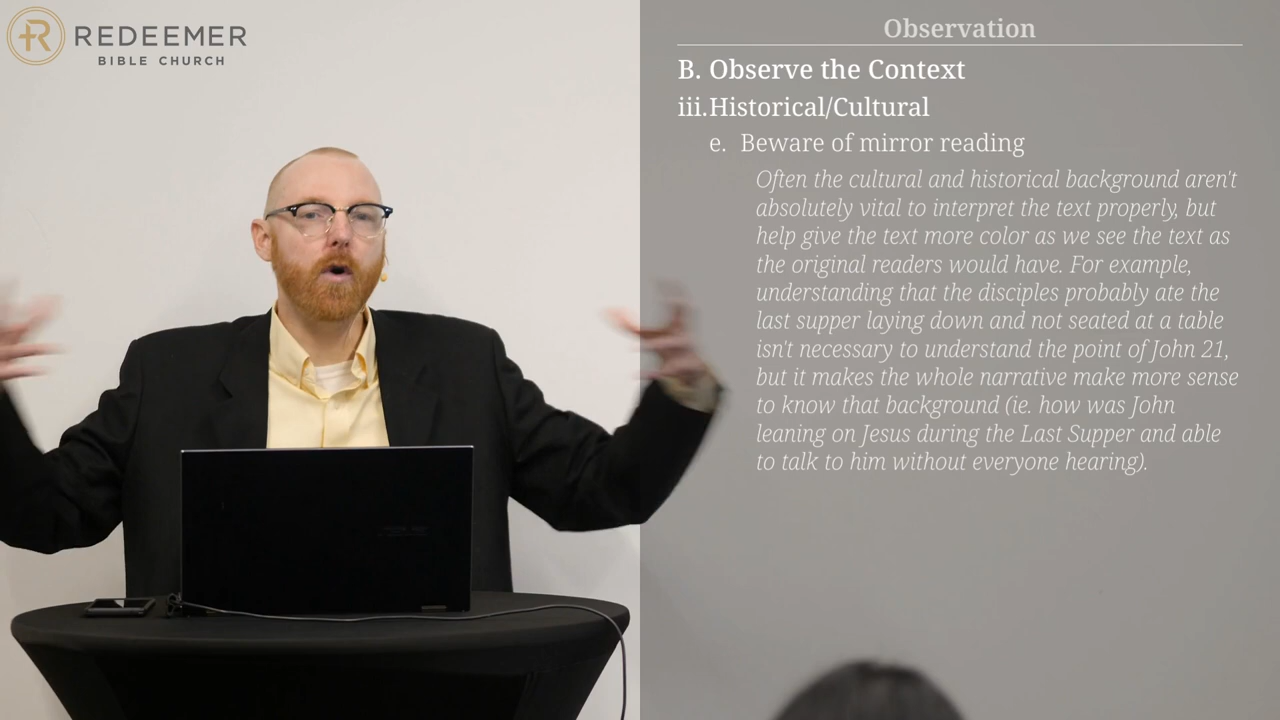 REDEEMER
BIBLE CHURCH
Observation
B. Observe the Context
iii.Historical/Cultural
e. Beware of mirror reading
Often the cultural and historical background aren't
absolutely vital to interpret the text properly, but
help give the text more color as we see the text as
the original readers would have. For example,
understanding that the disciples probably ate the
last supper laying down and not seated at a table
isn't necessary to understand the point of John 21,
but it makes the whole narrative make more sense
to know that background (ie. how was John
leaning on Jesus during the Last Supper and able
to talk to him without everyone hearing).